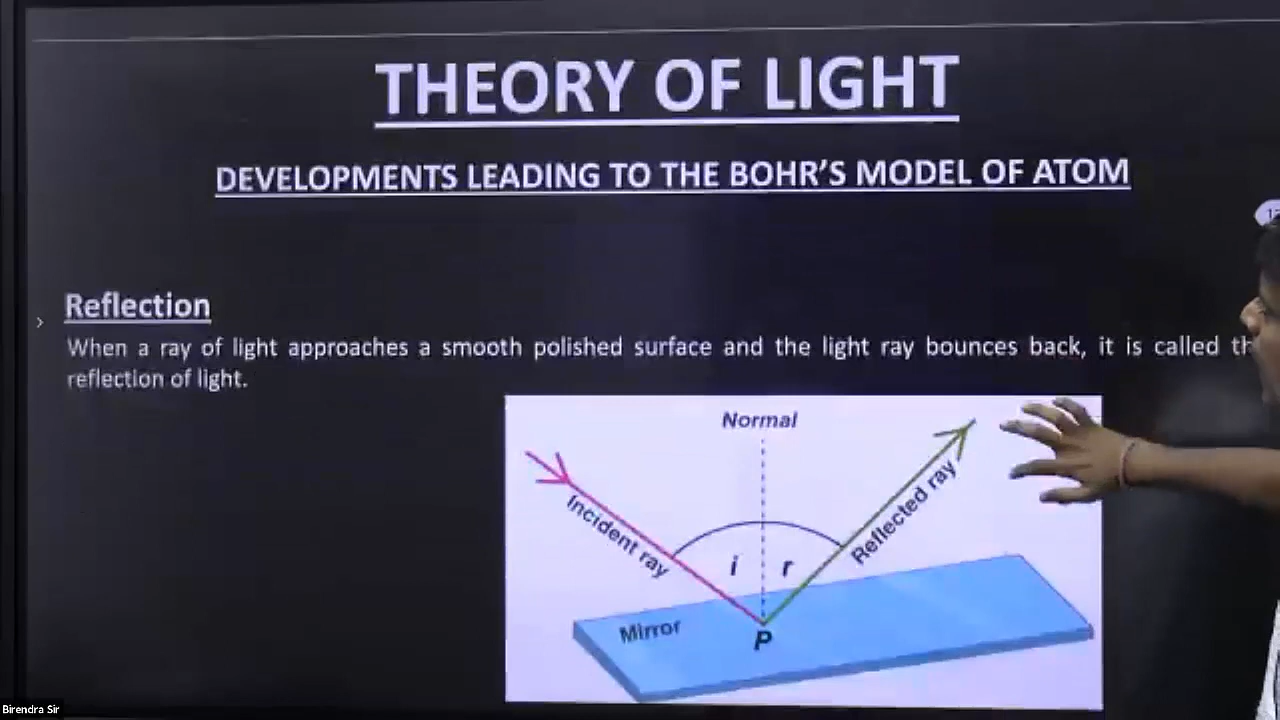 THEORY OF LIGHT
DEVELOPMENTS LEADING TO THE BOHR'S MODEL OF ATOM
Reflection
When a ray of light approaches a smooth polished surface and the light ray bounces back, it is called
reflection of light.
Normal
Incident ray
Reflected ray
i r
Mirror
P
Birendra Sir